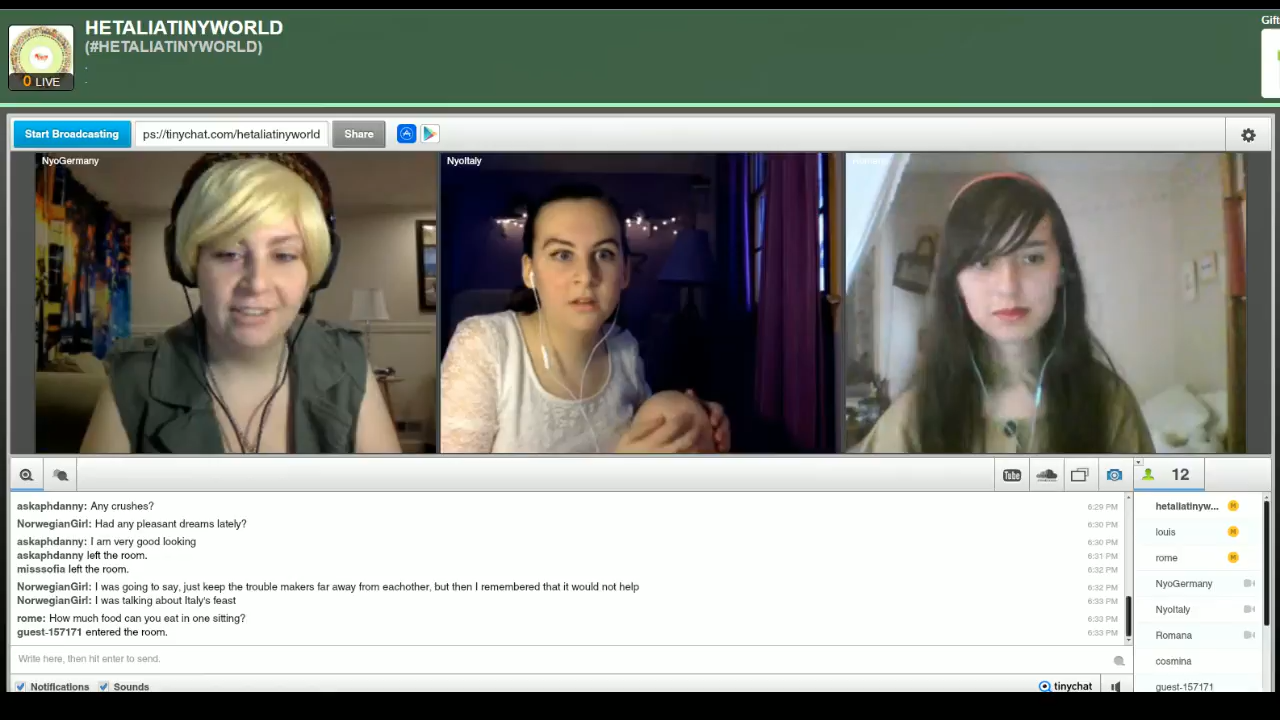 HETALIATINYWORLD
(#HETALIATINYWORLD)
0 LIVE
Start Broadcasting
ps://tinychat.com/hetaliatinyworld
Share
NyoGermany
NyoItaly
12
askaphdanny: Any crushes? 6:29 PM
NorwegianGirl: Had any pleasant dreams lately? 6:30 PM
askaphdanny: I am very good looking 6:30 PM
askaphdanny left the room. 6:31 PM
misssofia left the room. 6:32 PM
NorwegianGirl: I was going to say, just keep the trouble makers far away from eachother, but then I remembered that it would not help 6:32 PM
NorwegianGirl: I was talking about Italy's feast 6:33 PM
rome: How much food can you eat in one sitting? 6:33 PM
guest-157171 entered the room. 6:33 PM
Write here, then hit enter to send.
Notifications
Sounds
tinychat
hetaliatinyw...
louis
rome
NyoGermany
NyoItaly
Romana
cosmina
guest-157171
Gift
You Tube